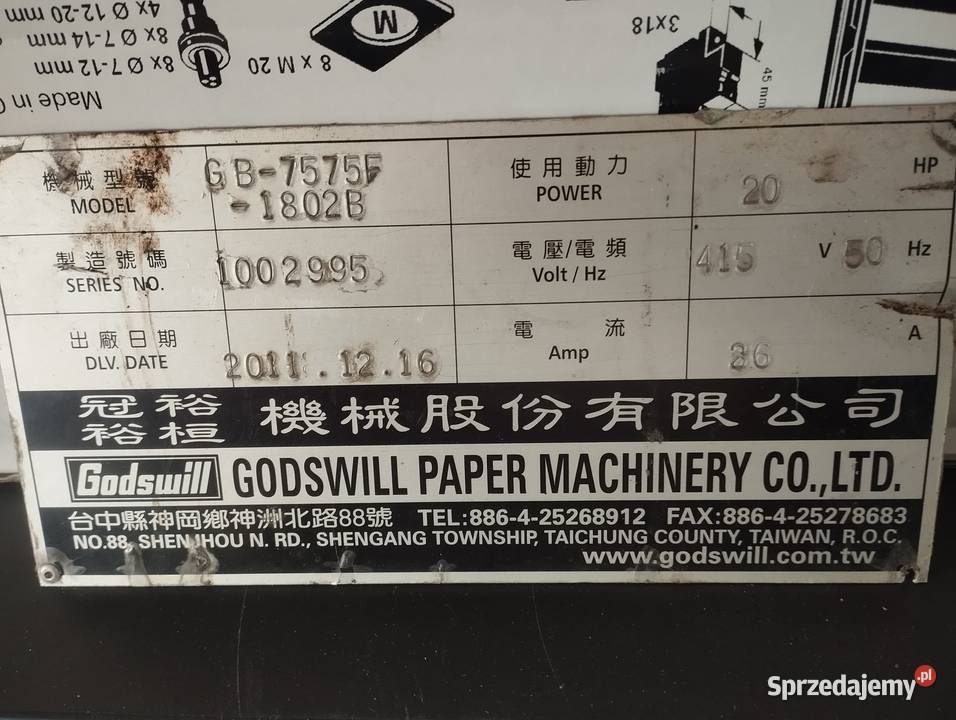 4x Ø 12-20 mm
8x Ø 7-14 mm
8x Ø 7-12 mm
8 x M 20
M
3x18
45 mm
Made in
機械型號 GB-7575F 使用動力 HP
MODEL -1802B POWER 20
製造號碼 1002995 電壓/電頻 415 V 50 Hz
SERIES NO. Volt / Hz
出廠日期 電流 A
DLV. DATE 2011.12.16 Amp 26
冠裕
裕桓 機械股份有限公司
Godswill GODSWILL PAPER MACHINERY CO.,LTD.
台中縣神岡鄉神洲北路88號 TEL:886-4-25268912 FAX:886-4-25278683
NO.88, SHENJHOU N. RD., SHENGANG TOWNSHIP, TAICHUNG COUNTY, TAIWAN, R.O.C.
www.godswill.com.tw
Sprzedajemy.pl